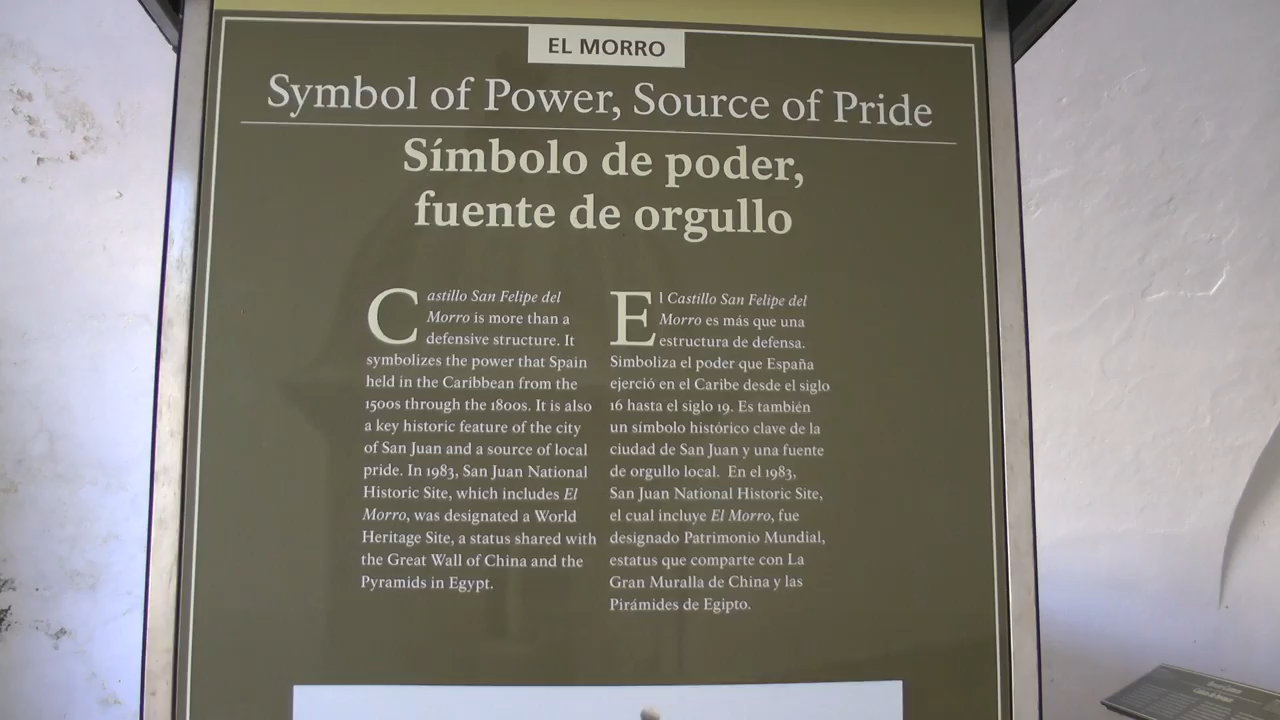 EL MORRO
Symbol of Power, Source of Pride
Símbolo de poder,
fuente de orgullo
Castillo San Felipe del
Morro is more than a
defensive structure. It
symbolizes the power that Spain
held in the Caribbean from the
1500s through the 1800s. It is also
a key historic feature of the city
of San Juan and a source of local
pride. In 1983, San Juan National
Historic Site, which includes El
Morro, was designated a World
Heritage Site, a status shared with
the Great Wall of China and the
Pyramids in Egypt.
El Castillo San Felipe del
Morro es más que una
estructura de defensa.
Simboliza el poder que España
ejerció en el Caribe desde el siglo
16 hasta el siglo 19. Es también
un símbolo histórico clave de la
ciudad de San Juan y una fuente
de orgullo local. En el 1983,
San Juan National Historic Site,
el cual incluye El Morro, fue
designado Patrimonio Mundial,
estatus que comparte con La
Gran Muralla de China y las
Pirámides de Egipto.